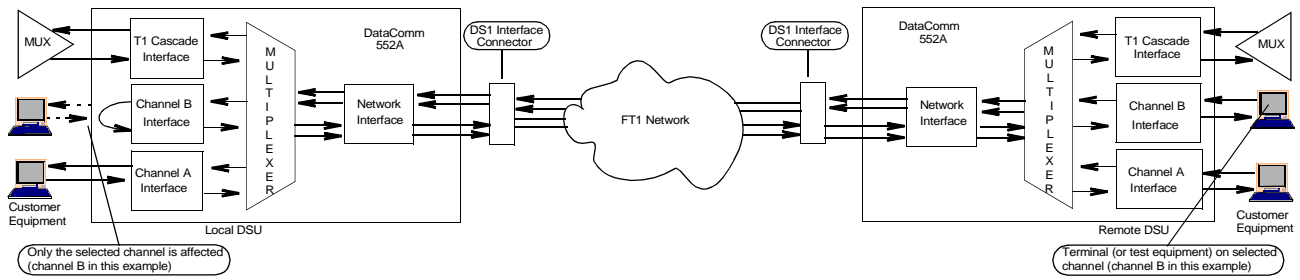 MUX
T1 Cascade
Interface
Channel B
Interface
Channel A
Interface
Customer
Equipment
MULTIPLEXER
DataComm
552A
Network
Interface
Local DSU
Only the selected channel is affected
(channel B in this example)
DS1 Interface
Connector
FT1 Network
DS1 Interface
Connector
DataComm
552A
Network
Interface
MULTIPLEXER
T1 Cascade
Interface
Channel B
Interface
Channel A
Interface
MUX
Customer
Equipment
Remote DSU
Terminal (or test equipment) on selected
channel (channel B in this example)